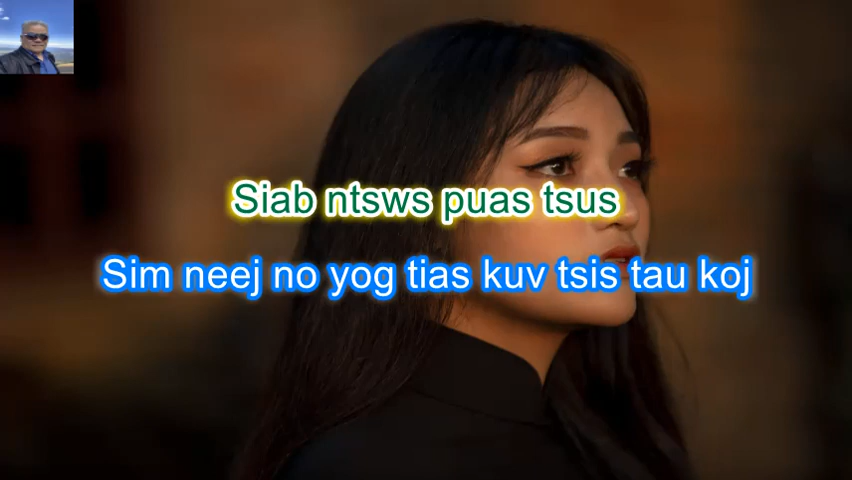 Siab ntsws puas tsus
Sim neej no yog tias kuv tsis tau koj